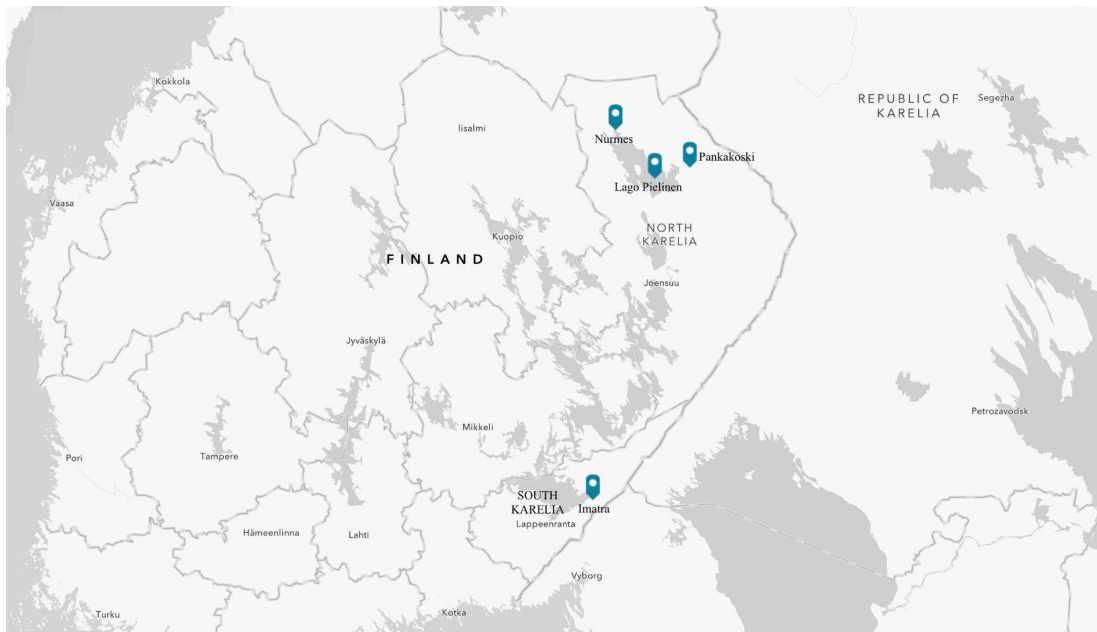 Kokkola
Iisalmi
Nurmes
Pankakoski
Lago Pielinen
REPUBLIC OF
KARELIA
Segezha
Vaasa
Kuopio
NORTH
KARELIA
FINLAND
Joensuu
Jyväskylä
Petrozavodsk
Mikkeli
Pori
Tampere
SOUTH
KARELIA
Imatra
Lappeenranta
Hämeenlinna
Lahti
Vyborg
Turku
Kotka